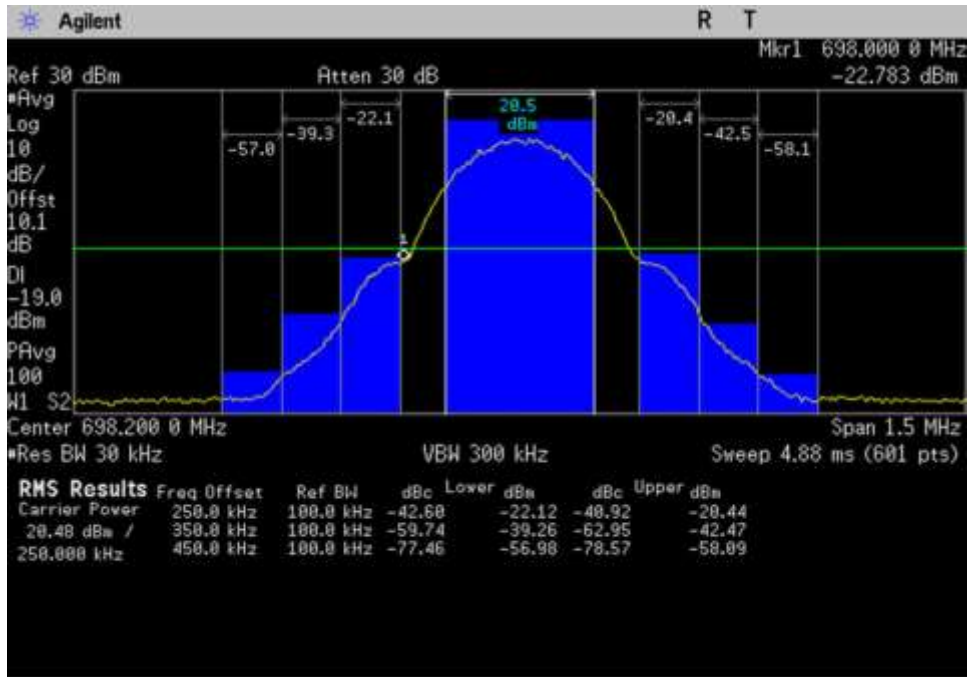 Agilent R T
Mkr1 698.000 0 MHz
Ref 30 dBm Atten 30 dB -22.783 dBm
#Avg
Log
10
dB/
Offst
10.1
dB
DI
-19.0
dBm
PAvg
100
W1 S2
-57.0 -39.3 -22.1 20.5 dBm -20.4 -42.5 -58.1
1
Center 698.200 0 MHz Span 1.5 MHz
#Res BW 30 kHz VBW 300 kHz Sweep 4.88 ms (601 pts)
RMS Results Freq Offset Ref BW dBc Lower dBm dBc Upper dBm
Carrier Power 250.0 kHz 100.0 kHz -42.60 -22.12 -40.92 -20.44
20.48 dBm / 350.0 kHz 100.0 kHz -59.74 -39.26 -62.95 -42.47
250.000 kHz 450.0 kHz 100.0 kHz -77.46 -56.98 -78.57 -58.09